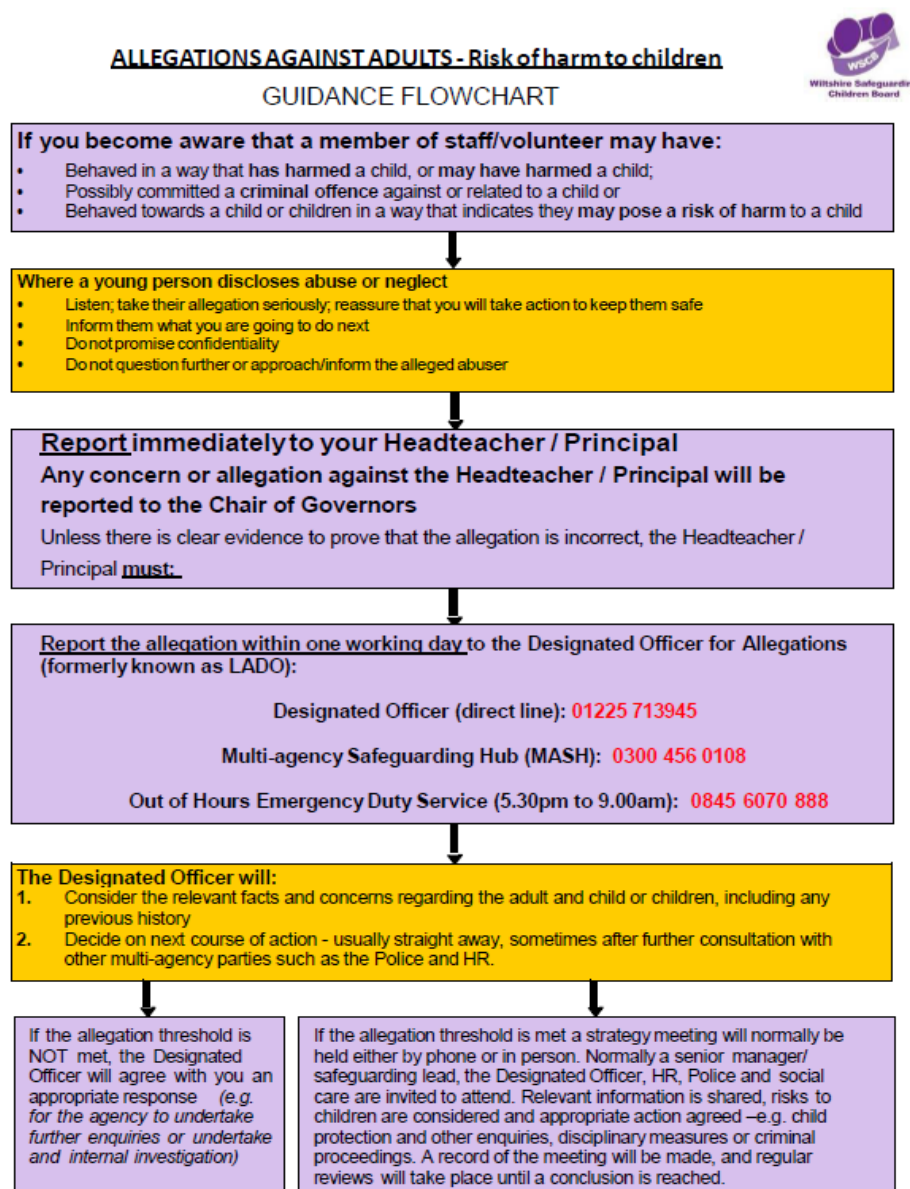 ALLEGATIONS AGAINST ADULTS - Risk of harm to children
GUIDANCE FLOWCHART
WSCB
Wiltshire Safeguardin
Children Board
If you become aware that a member of staff/volunteer may have:
• Behaved in a way that has harmed a child, or may have harmed a child;
• Possibly committed a criminal offence against or related to a child or
• Behaved towards a child or children in a way that indicates they may pose a risk of harm to a child
Where a young person discloses abuse or neglect
• Listen; take their allegation seriously; reassure that you will take action to keep them safe
• Inform them what you are going to do next
• Do not promise confidentiality
• Do not question further or approach/inform the alleged abuser
Report immediately to your Headteacher / Principal
Any concern or allegation against the Headteacher / Principal will be
reported to the Chair of Governors
Unless there is clear evidence to prove that the allegation is incorrect, the Headteacher /
Principal must:
Report the allegation within one working day to the Designated Officer for Allegations
(formerly known as LADO):
Designated Officer (direct line): 01225 713945
Multi-agency Safeguarding Hub (MASH): 0300 456 0108
Out of Hours Emergency Duty Service (5.30pm to 9.00am): 0845 6070 888
The Designated Officer will:
1. Consider the relevant facts and concerns regarding the adult and child or children, including any
previous history
2. Decide on next course of action - usually straight away, sometimes after further consultation with
other multi-agency parties such as the Police and HR.
If the allegation threshold is
NOT met, the Designated
Officer will agree with you an
appropriate response (e.g.
for the agency to undertake
further enquiries or undertake
and internal investigation)
If the allegation threshold is met a strategy meeting will normally be
held either by phone or in person. Normally a senior manager/
safeguarding lead, the Designated Officer, HR, Police and social
care are invited to attend. Relevant information is shared, risks to
children are considered and appropriate action agreed –e.g. child
protection and other enquiries, disciplinary measures or criminal
proceedings. A record of the meeting will be made, and regular
reviews will take place until a conclusion is reached.